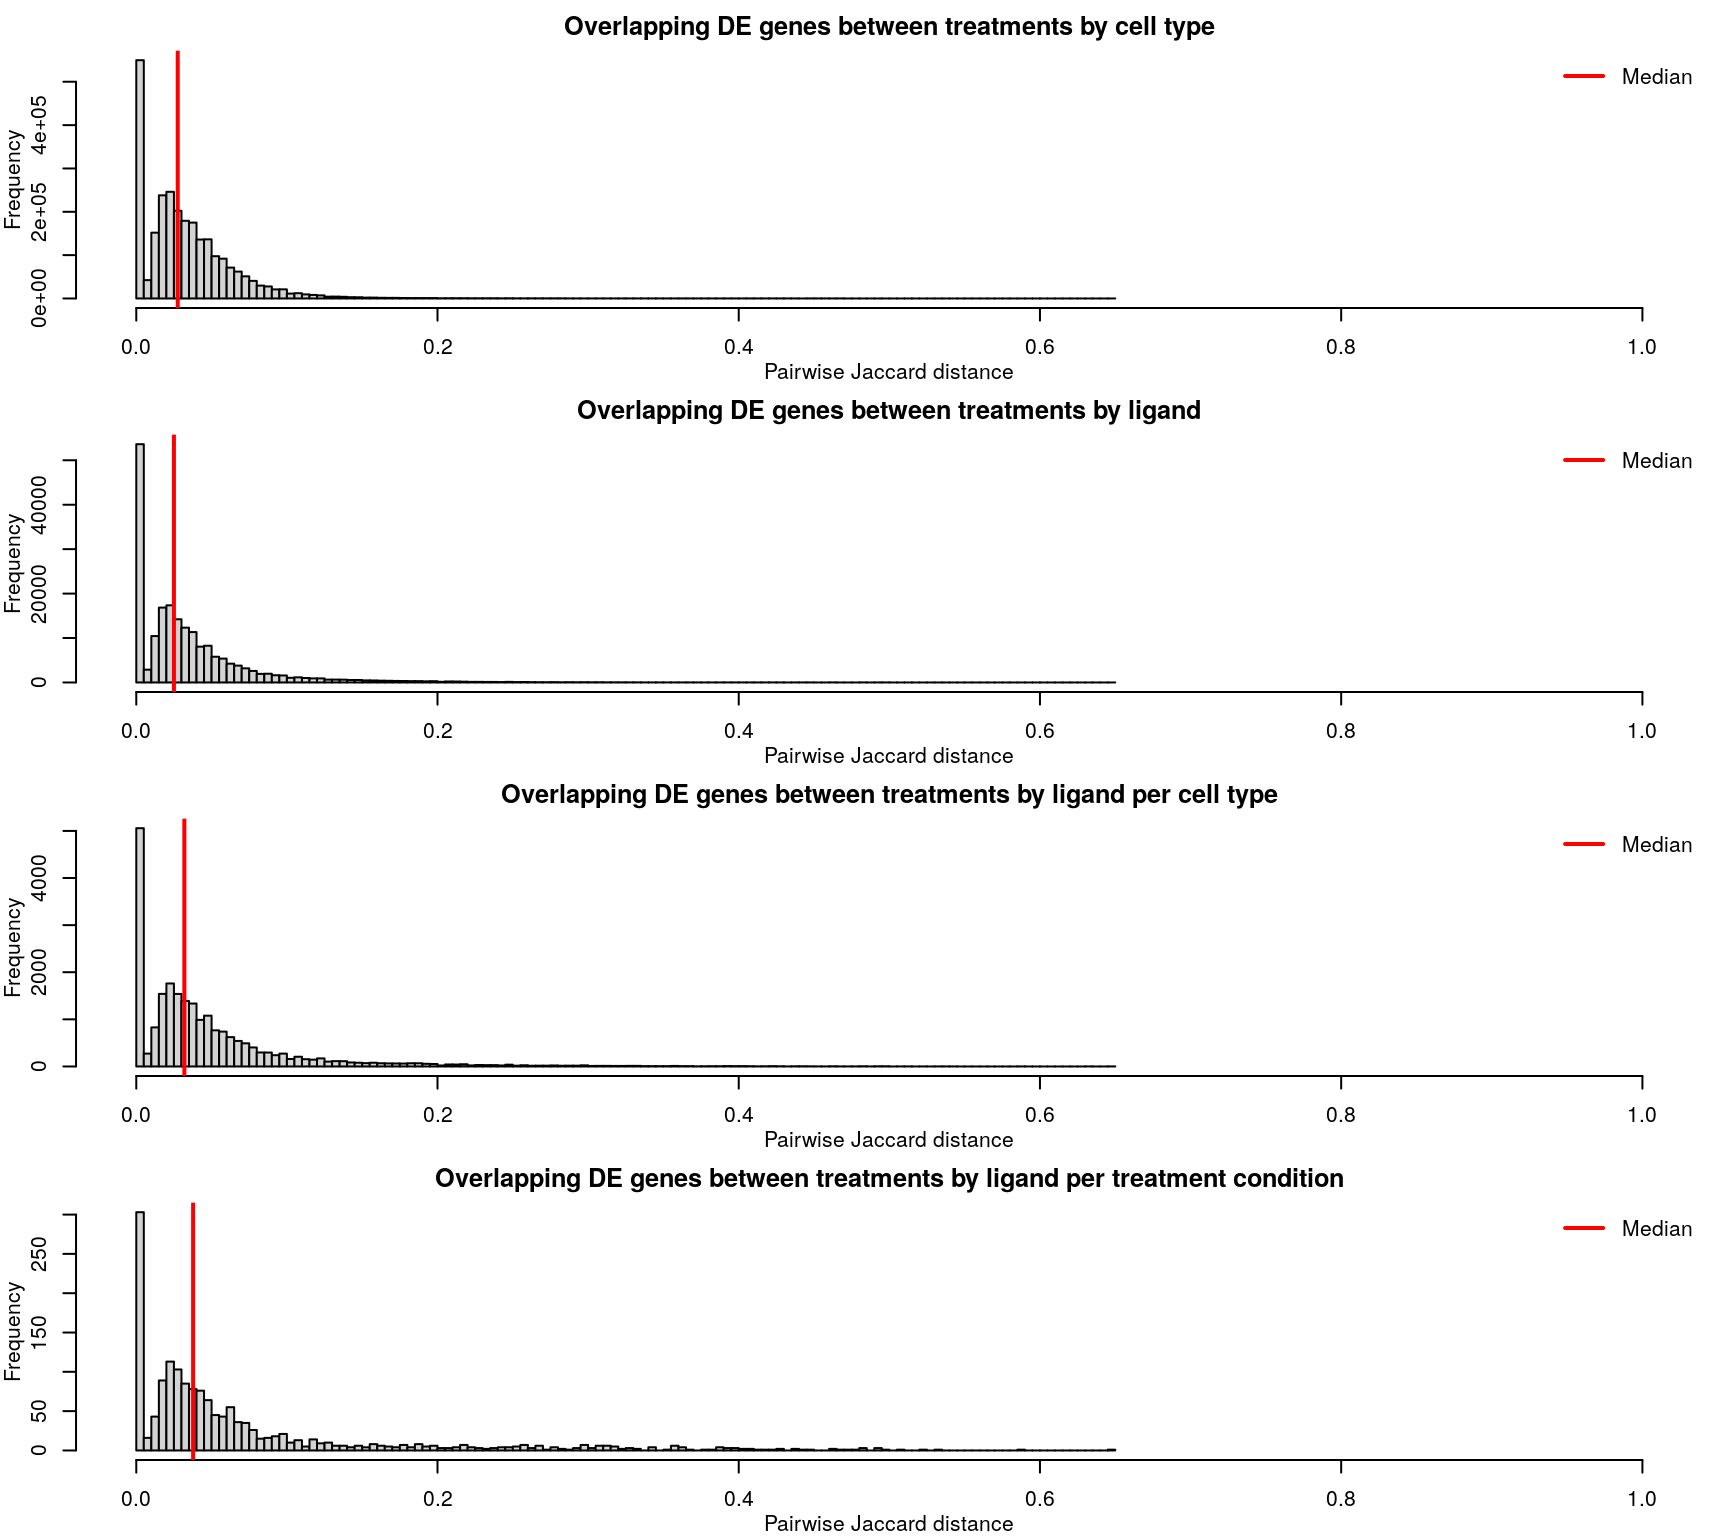 Overlapping DE genes between treatments by cell type
Median
Frequency
0e+00 2e+05 4e+05
0.0 0.2 0.4 0.6 0.8 1.0
Pairwise Jaccard distance
Overlapping DE genes between treatments by ligand
Median
Frequency
0 20000 40000
0.0 0.2 0.4 0.6 0.8 1.0
Pairwise Jaccard distance
Overlapping DE genes between treatments by ligand per cell type
Median
Frequency
0 2000 4000
0.0 0.2 0.4 0.6 0.8 1.0
Pairwise Jaccard distance
Overlapping DE genes between treatments by ligand per treatment condition
Median
Frequency
0 50 150 250
0.0 0.2 0.4 0.6 0.8 1.0
Pairwise Jaccard distance